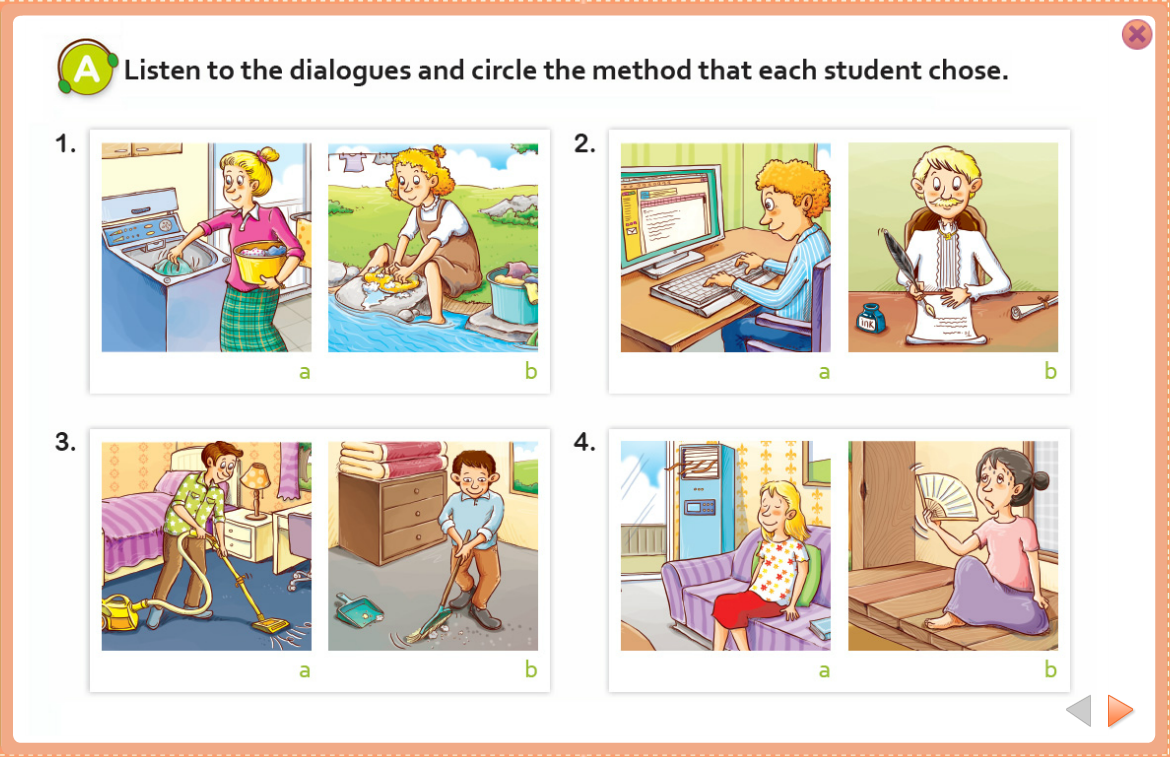 A Listen to the dialogues and circle the method that each student chose.
1.
a
b
2.
INK
a
b
3.
a
b
4.
a
b